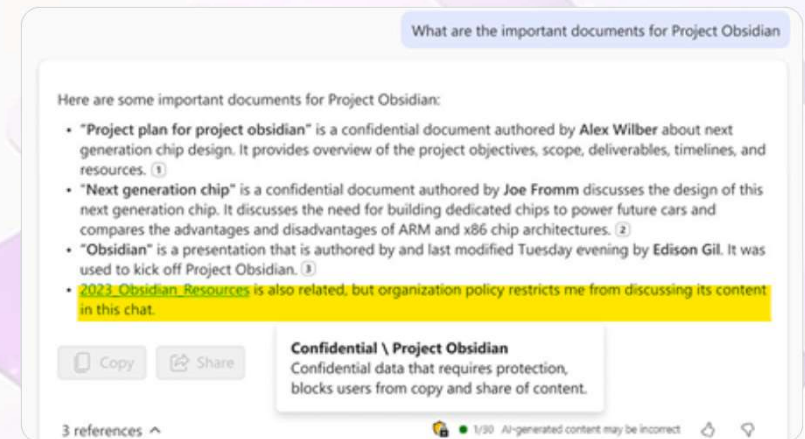 What are the important documents for Project Obsidian
Here are some important documents for Project Obsidian:
• "Project plan for project obsidian" is a confidential document authored by Alex Wilber about next
generation chip design. It provides overview of the project objectives, scope, deliverables, timelines, and
resources. 1
• "Next generation chip" is a confidential document authored by Joe Fromm discusses the design of this
next generation chip. It discusses the need for building dedicated chips to power future cars and
compares the advantages and disadvantages of ARM and x86 chip architectures. 2
• "Obsidian" is a presentation that is authored by and last modified Tuesday evening by Edison Gil. It was
used to kick off Project Obsidian. 3
• 2023_Obsidian_Resources is also related, but organization policy restricts me from discussing its content
in this chat.
Copy
Share
Confidential \ Project Obsidian
Confidential data that requires protection,
blocks users from copy and share of content.
3 references
1/30 AI-generated content may be incorrect